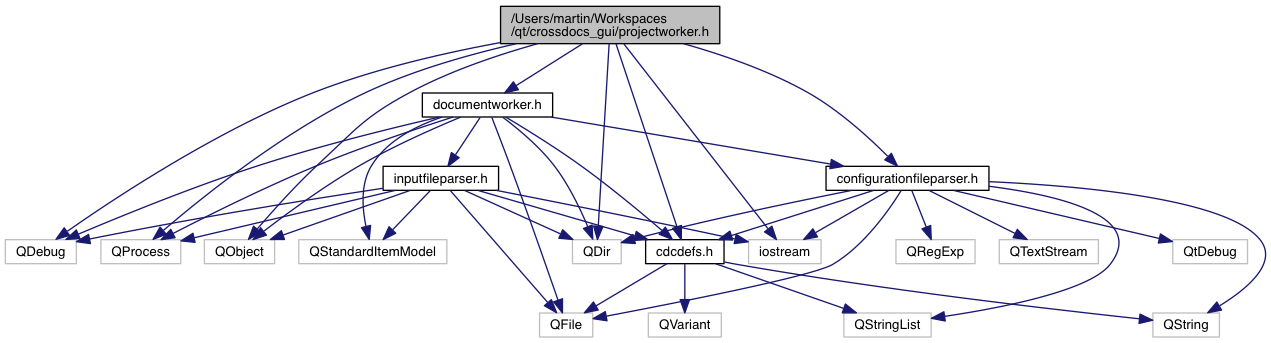 /Users/martin/Workspaces
/qt/crossdocs_gui/projectworker.h
documentworker.h
inputfileparser.h
configurationfileparser.h
QDebug
QProcess
QObject
QStandardItemModel
QDir
cdcdefs.h
iostream
QRegExp
QTextStream
QtDebug
QFile
QVariant
QStringList
QString